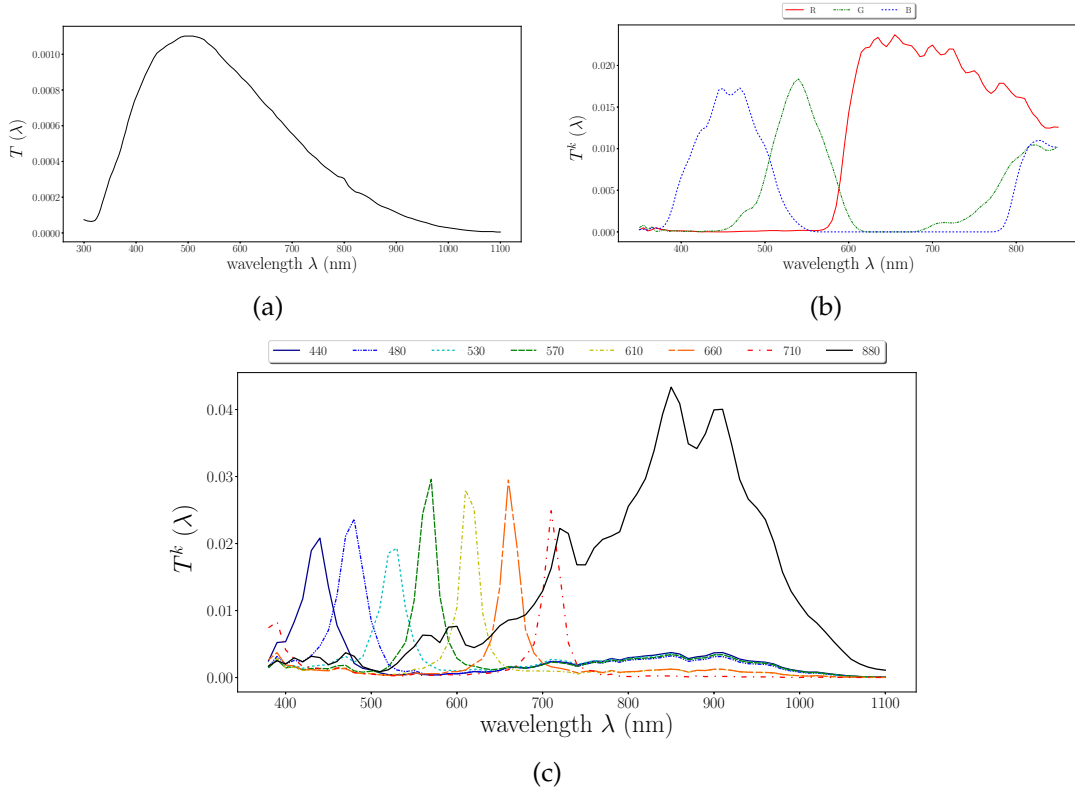 R G B
T (λ)
0.0010
0.0008
0.0006
0.0004
0.0002
0.0000
300 400 500 600 700 800 900 1000 1100
wavelength λ (nm)
(a)
T^k (λ)
0.020
0.015
0.010
0.005
0.000
400 500 600 700 800
wavelength λ (nm)
(b)
440 480 530 570 610 660 710 880
T^k (λ)
0.04
0.03
0.02
0.01
0.00
400 500 600 700 800 900 1000 1100
wavelength λ (nm)
(c)